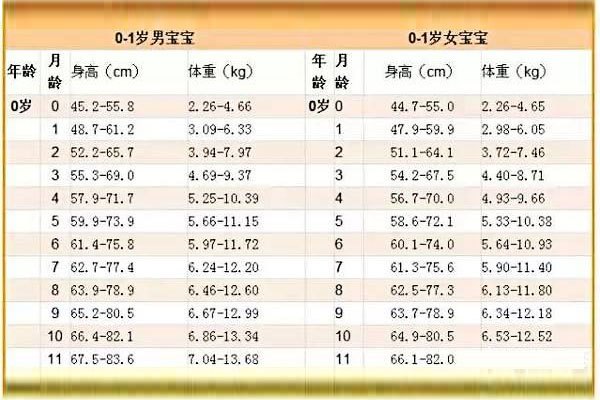 0-1岁男宝宝 0-1岁女宝宝
年龄 月龄 身高（cm） 体重（kg） 年龄 月龄 身高（cm） 体重（kg）
0岁 0 45.2-55.8 2.26-4.66 0岁 0 44.7-55.0 2.26-4.65
1 48.7-61.2 3.09-6.33 1 47.9-59.9 2.98-6.05
2 52.2-65.7 3.94-7.97 2 51.1-64.1 3.72-7.46
3 55.3-69.0 4.69-9.37 3 54.2-67.5 4.40-8.71
4 57.9-71.7 5.25-10.39 4 56.7-70.0 4.93-9.66
5 59.9-73.9 5.66-11.15 5 58.6-72.1 5.33-10.38
6 61.4-75.8 5.97-11.72 6 60.1-74.0 5.64-10.93
7 62.7-77.4 6.24-12.20 7 61.3-75.6 5.90-11.40
8 63.9-78.9 6.46-12.60 8 62.5-77.3 6.13-11.80
9 65.2-80.5 6.67-12.99 9 63.7-78.9 6.34-12.18
10 66.4-82.1 6.86-13.34 10 64.9-80.5 6.53-12.52
11 67.5-83.6 7.04-13.68 11 66.1-82.0